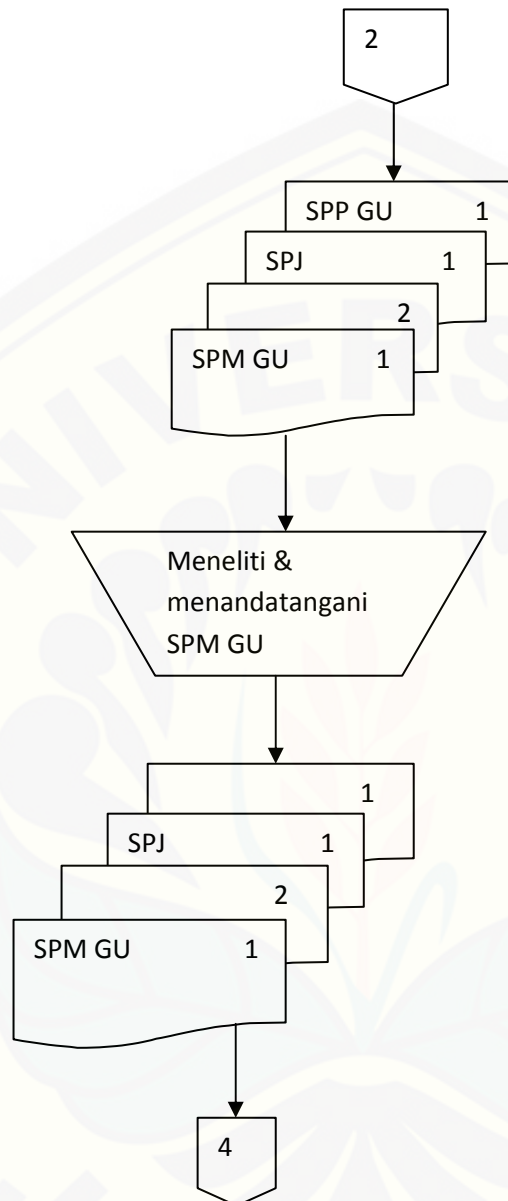 2
SPP GU 1
SPJ 1
2
SPM GU 1
Meneliti &
menandatangani
SPM GU
1
SPJ 1
2
SPM GU 1
4